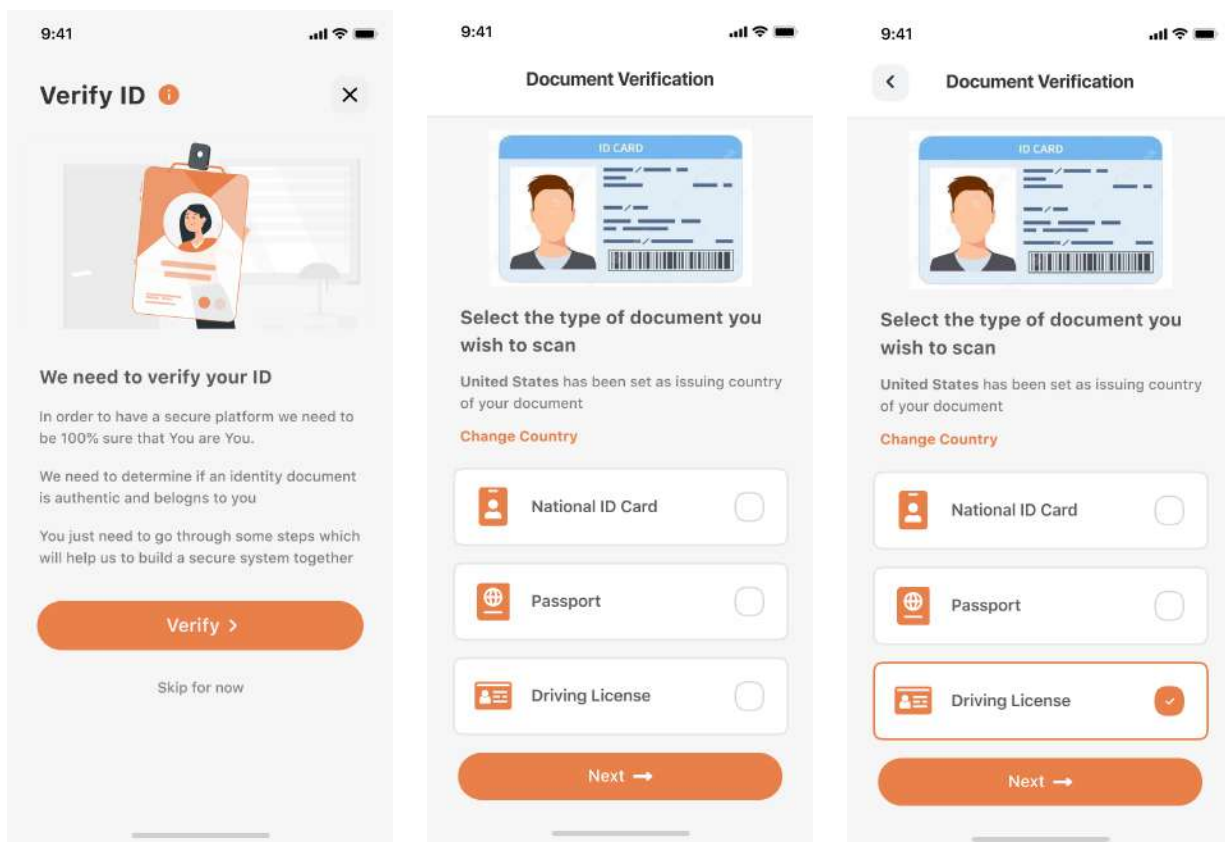 9:41
Verify ID
We need to verify your ID
In order to have a secure platform we need to
be 100% sure that You are You.
We need to determine if an identity document
is authentic and belogns to you
You just need to go through some steps which
will help us to build a secure system together
Verify >
Skip for now
9:41
Document Verification
ID CARD
Select the type of document you
wish to scan
United States has been set as issuing country
of your document
Change Country
National ID Card
Passport
Driving License
Next →
9:41
Document Verification
ID CARD
Select the type of document you
wish to scan
United States has been set as issuing country
of your document
Change Country
National ID Card
Passport
Driving License
Next →